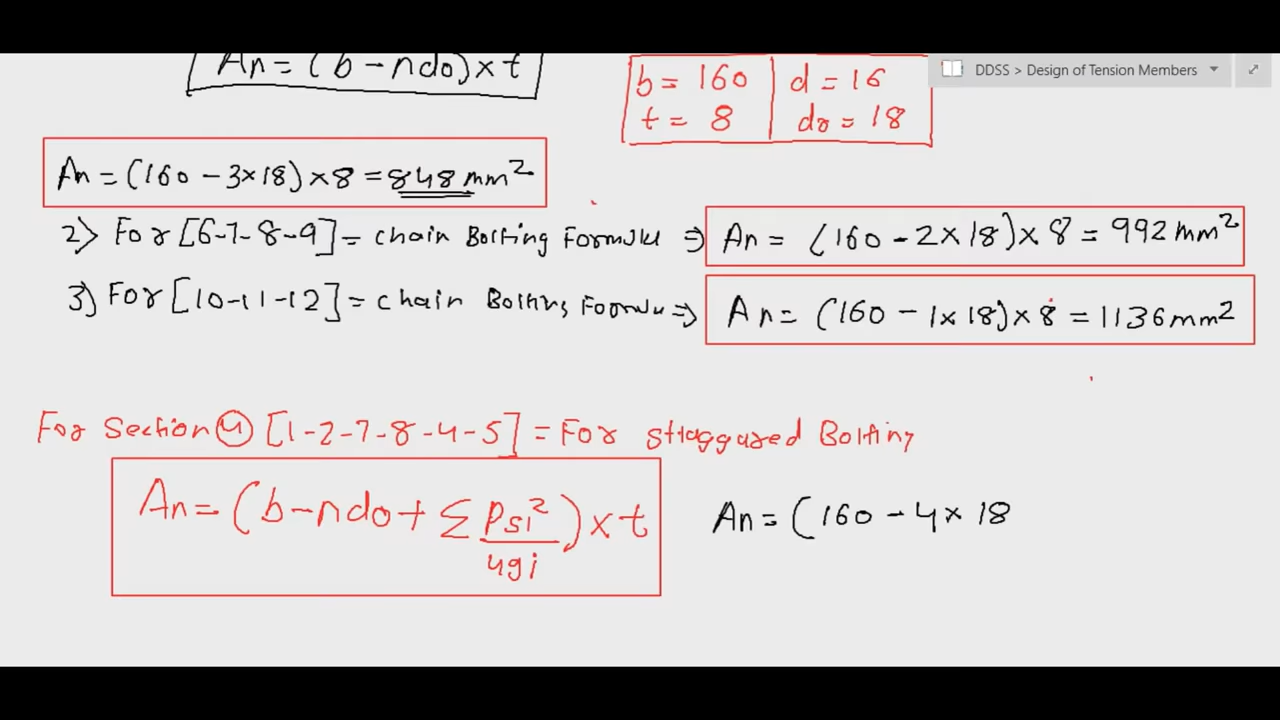 An = (b - ndo) x t
DDSS > Design of Tension Members
b = 160 d = 16
t = 8 do = 18
An = (160 - 3x18) x 8 = 848 mm²
2) For [6-7-8-9] = chain Bolting Formula ⇒ An = (160 - 2x18) x 8 = 992 mm²
3) For [10-11-12] = chain Bolting Formula ⇒ An = (160 - 1x18) x 8 = 1136 mm²
For Section 4 [1-2-7-8-4-5] = For staggared Bolting
An = (b - ndo + Σ Psi²/4gi) x t An = (160 - 4x 18